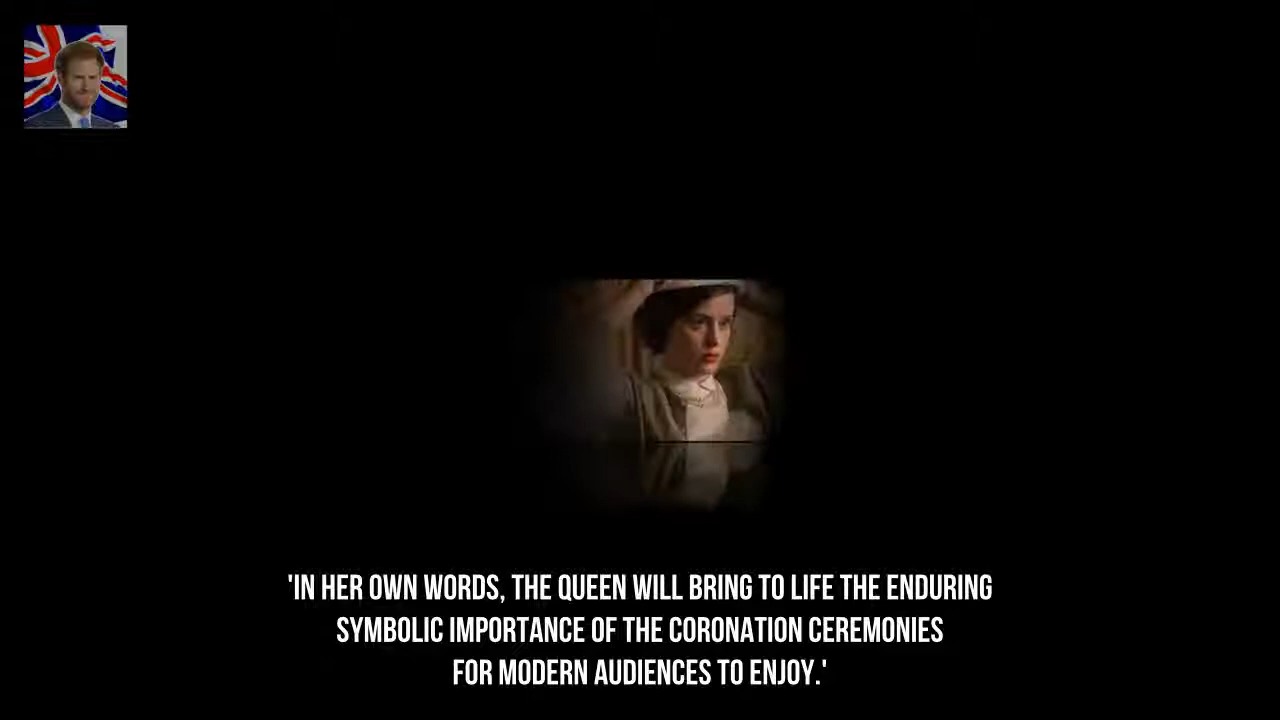 'IN HER OWN WORDS, THE QUEEN WILL BRING TO LIFE THE ENDURING
SYMBOLIC IMPORTANCE OF THE CORONATION CEREMONIES
FOR MODERN AUDIENCES TO ENJOY.'